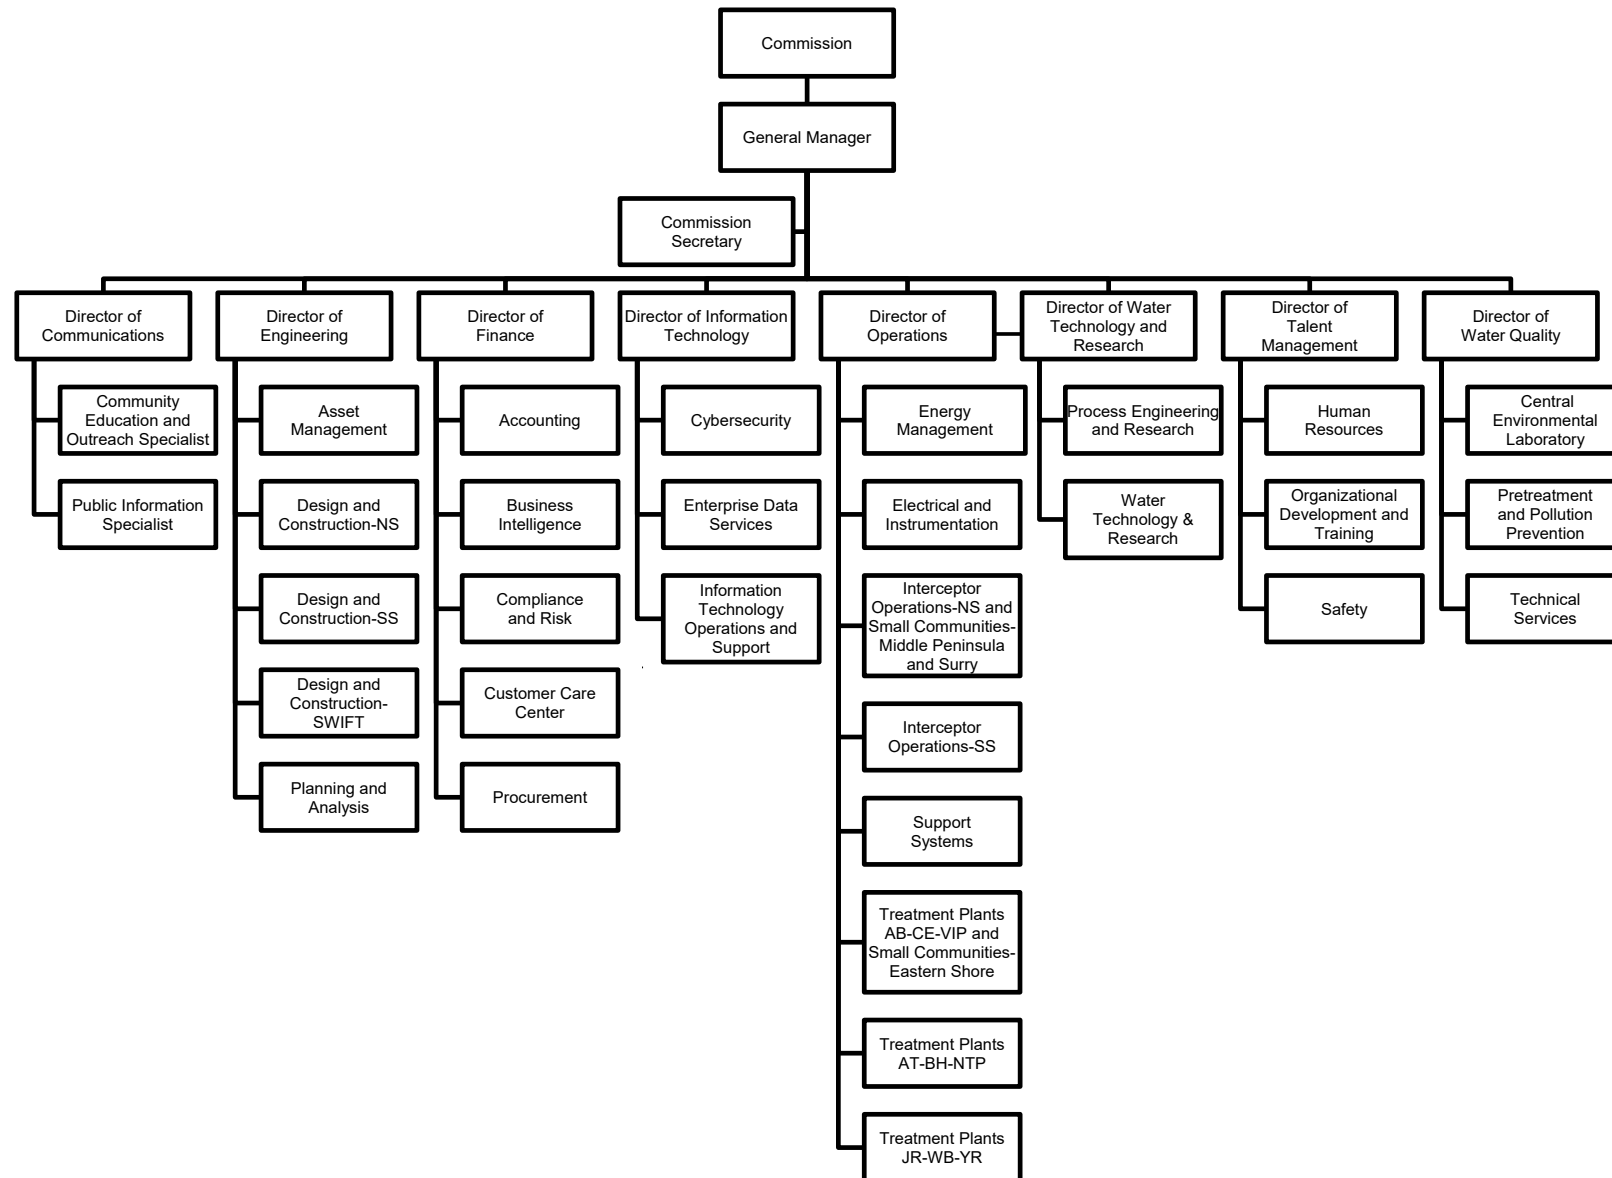 Commission
General Manager
Commission
Secretary
Director of
Communications
Director of
Engineering
Director of
Finance
Director of Information
Technology
Director of
Operations
Director of Water
Technology and
Research
Director of
Talent
Management
Director of
Water Quality
Community
Education and
Outreach Specialist
Public Information
Specialist
Asset
Management
Design and
Construction-NS
Design and
Construction-SS
Design and
Construction-
SWIFT
Planning and
Analysis
Accounting
Business
Intelligence
Compliance
and Risk
Customer Care
Center
Procurement
Cybersecurity
Enterprise Data
Services
Information
Technology
Operations and
Support
Energy
Management
Electrical and
Instrumentation
Interceptor
Operations-NS and
Small Communities-
Middle Peninsula
and Surry
Interceptor
Operations-SS
Support
Systems
Treatment Plants
AB-CE-VIP and
Small Communities-
Eastern Shore
Treatment Plants
AT-BH-NTP
Treatment Plants
JR-WB-YR
Process Engineering
and Research
Water
Technology &
Research
Human
Resources
Organizational
Development and
Training
Safety
Central
Environmental
Laboratory
Pretreatment
and Pollution
Prevention
Technical
Services